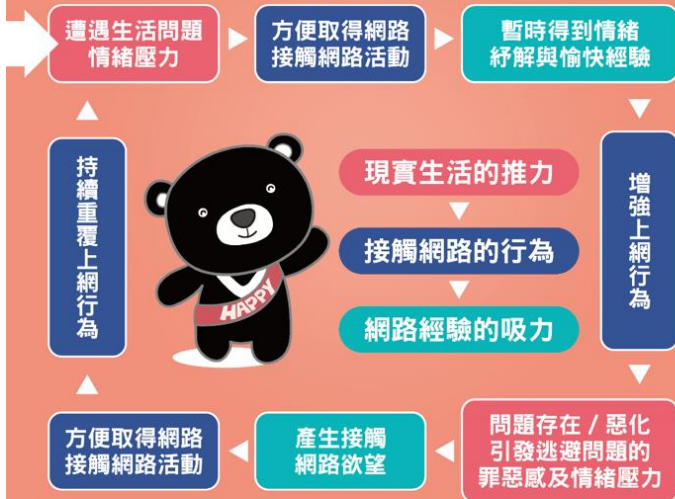 遭遇生活問題
情緒壓力
方便取得網路
接觸網路活動
暫時得到情緒
紓解與愉快經驗
增強上網行為
問題存在 / 惡化
引發逃避問題的
罪惡感及情緒壓力
產生接觸
網路欲望
方便取得網路
接觸網路活動
持續重覆上網行為
現實生活的推力
接觸網路的行為
網路經驗的吸力
HAPPY